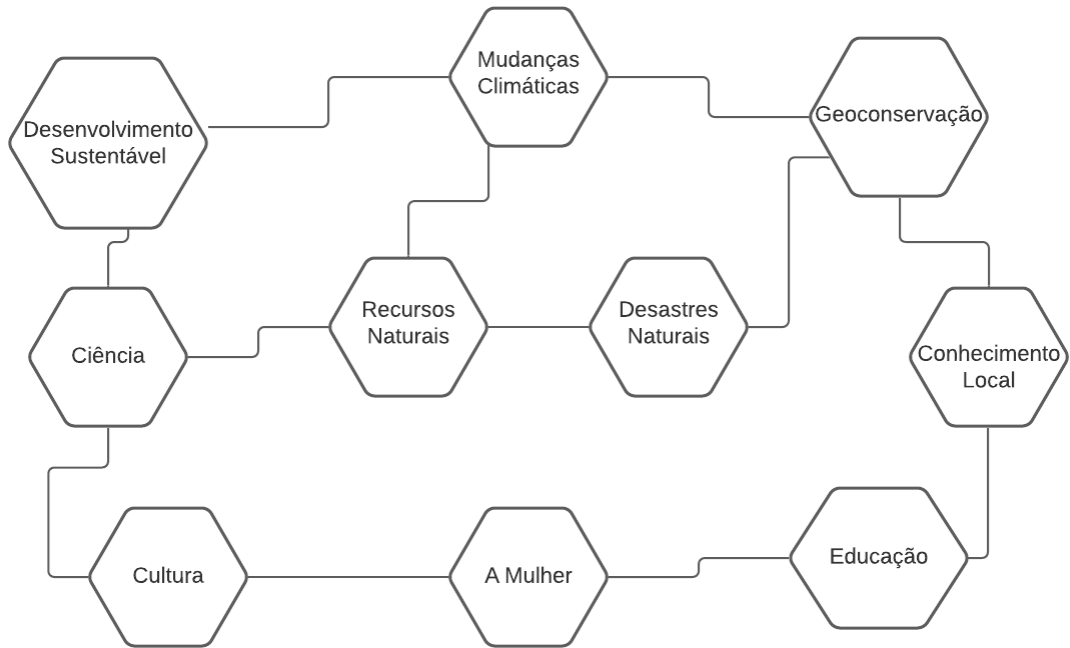 Mudanças
Climáticas
Desenvolvimento
Sustentável
Geoconservação
Recursos
Naturais
Desastres
Naturais
Ciência
Conhecimento
Local
Cultura
A Mulher
Educação